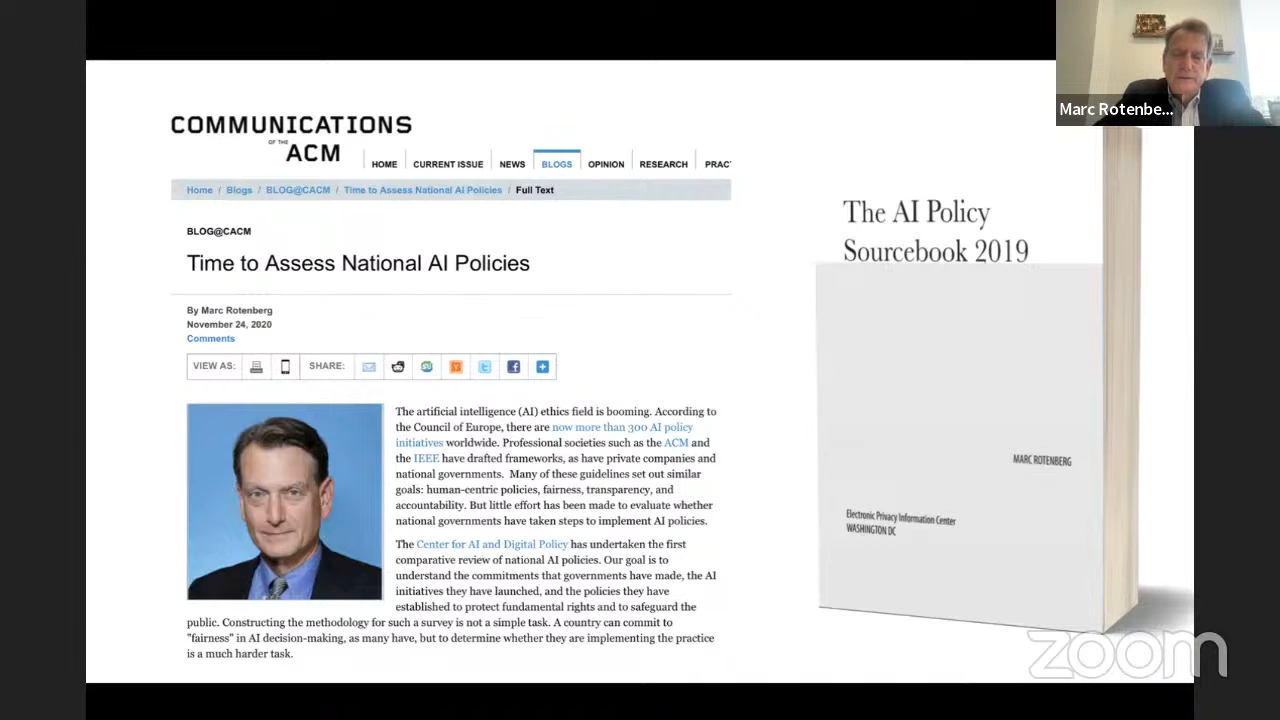 Marc Rotenbe...
COMMUNICATIONS
OF THE
ACM
HOME CURRENT ISSUE NEWS BLOGS OPINION RESEARCH PRACT
Home / Blogs / BLOG@CACM / Time to Assess National AI Policies / Full Text
BLOG@CACM
Time to Assess National AI Policies
By Marc Rotenberg
November 24, 2020
Comments
VIEW AS: SHARE:
The artificial intelligence (AI) ethics field is booming. According to
the Council of Europe, there are now more than 300 AI policy
initiatives worldwide. Professional societies such as the ACM and
the IEEE have drafted frameworks, as have private companies and
national governments. Many of these guidelines set out similar
goals: human-centric policies, fairness, transparency, and
accountability. But little effort has been made to evaluate whether
national governments have taken steps to implement AI policies.
The Center for AI and Digital Policy has undertaken the first
comparative review of national AI policies. Our goal is to
understand the commitments that governments have made, the AI
initiatives they have launched, and the policies they have
established to protect fundamental rights and to safeguard the
public. Constructing the methodology for such a survey is not a simple task. A country can commit to
"fairness" in AI decision-making, as many have, but to determine whether they are implementing the practice
is a much harder task.
The AI Policy
Sourcebook 2019
MARC ROTENBERG
Electronic Privacy Information Center
WASHINGTON DC
zoom